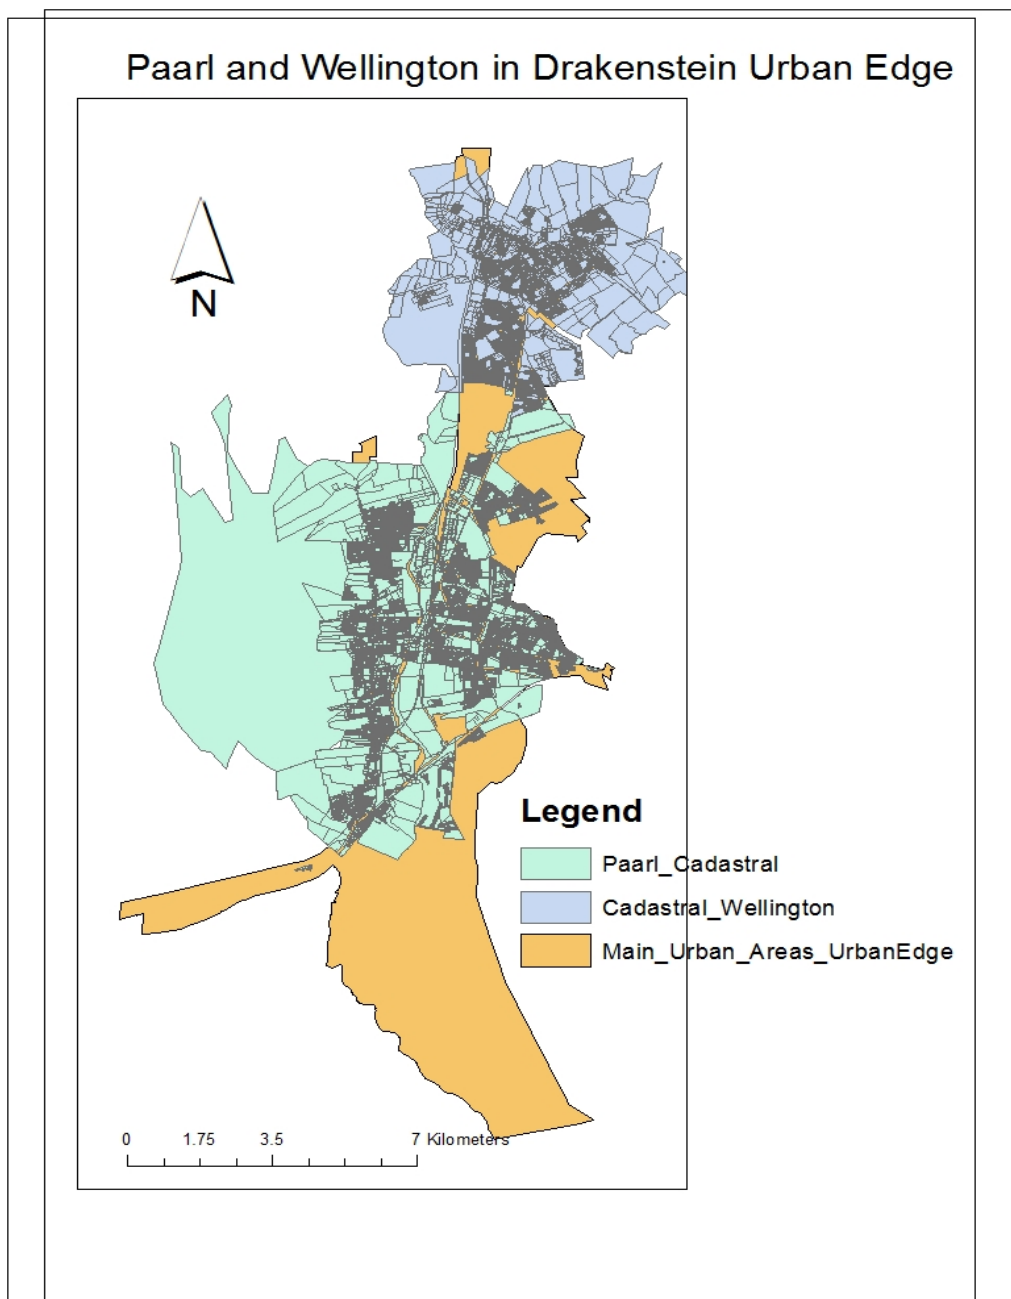 Paarl and Wellington in Drakenstein Urban Edge
N
Legend
Paarl_Cadastral
Cadastral_Wellington
Main_Urban_Areas_UrbanEdge
0 1.75 3.5 7 Kilometers